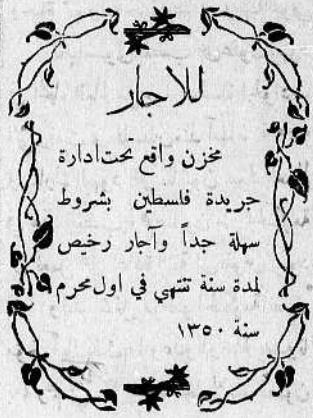 للاجار
مخزن واقع تحت ادارة
جريدة فلسطين بشروط
سهلة جداً وآجار رخيص
لمدة سنة تنتهي في اول محرم
سنة ١٣٥٠